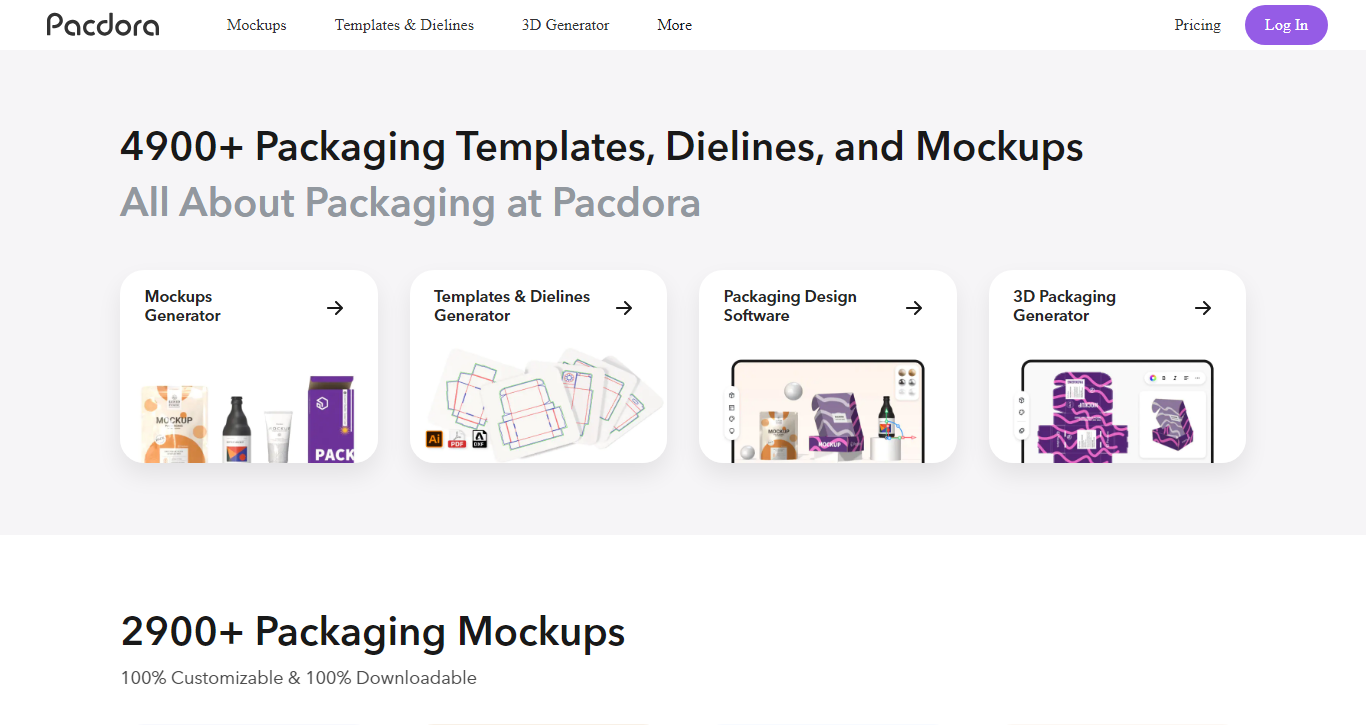 Pacdora
Mockups
Templates & Dielines
3D Generator
More
Pricing
Log In
4900+ Packaging Templates, Dielines, and Mockups
All About Packaging at Pacdora
Mockups
Generator
Templates & Dielines
Generator
Packaging Design
Software
3D Packaging
Generator
MOCKUP
MOCKUP
PACK
Ai
PDF
DXF
MOCKUP
MOCKUP
2900+ Packaging Mockups
100% Customizable & 100% Downloadable